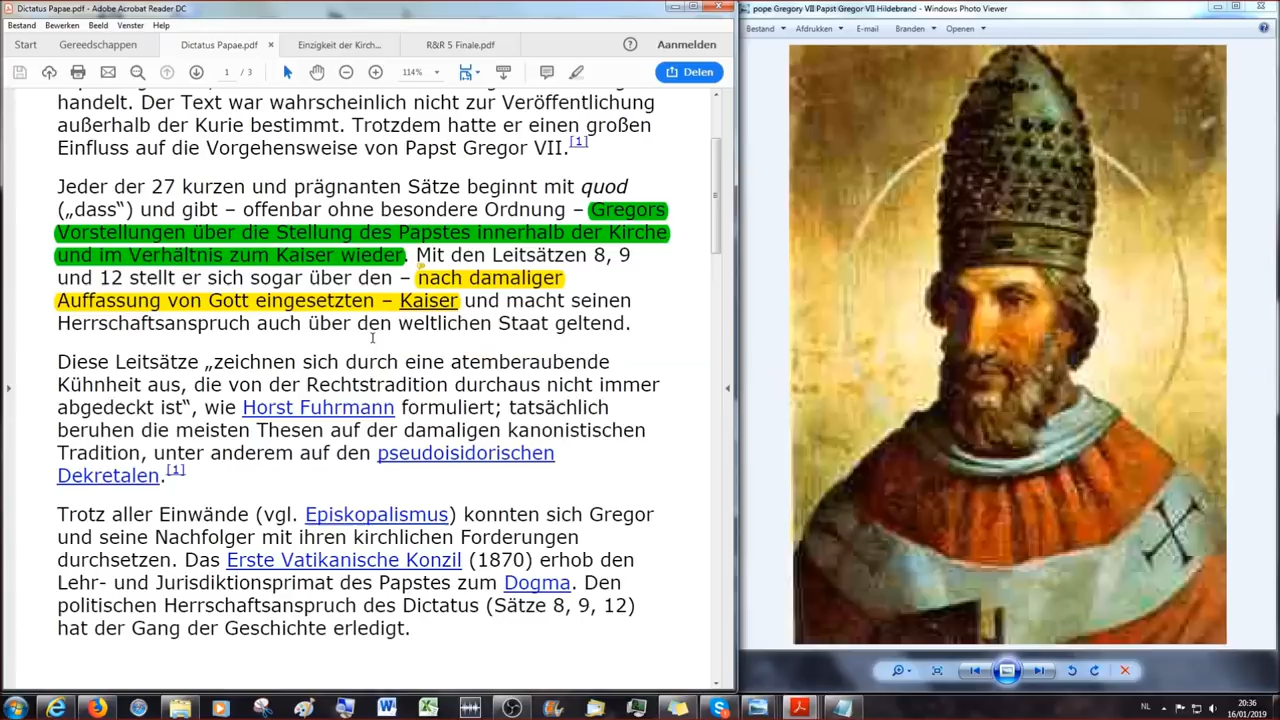 Dictatus Papae.pdf - Adobe Acrobat Reader DC
Bestand Bewerken Beeld Venster Help
Start Gereedschappen Dictatus Papae.pdf × Einzigkeit der Kirch... R&R 5 Finale.pdf Anmelden
1 / 3 114% Delen
handelt. Der Text war wahrscheinlich nicht zur Veröffentlichung
außerhalb der Kurie bestimmt. Trotzdem hatte er einen großen
Einfluss auf die Vorgehensweise von Papst Gregor VII.[1]
Jeder der 27 kurzen und prägnanten Sätze beginnt mit quod
(„dass“) und gibt – offenbar ohne besondere Ordnung – Gregors
Vorstellungen über die Stellung des Papstes innerhalb der Kirche
und im Verhältnis zum Kaiser wieder. Mit den Leitsätzen 8, 9
und 12 stellt er sich sogar über den – nach damaliger
Auffassung von Gott eingesetzten – Kaiser und macht seinen
Herrschaftsanspruch auch über den weltlichen Staat geltend.
Diese Leitsätze „zeichnen sich durch eine atemberaubende
Kühnheit aus, die von der Rechtstradition durchaus nicht immer
abgedeckt ist“, wie Horst Fuhrmann formuliert; tatsächlich
beruhen die meisten Thesen auf der damaligen kanonistischen
Tradition, unter anderem auf den pseudoisidorischen
Dekretalen.[1]
Trotz aller Einwände (vgl. Episkopalismus) konnten sich Gregor
und seine Nachfolger mit ihren kirchlichen Forderungen
durchsetzen. Das Erste Vatikanische Konzil (1870) erhob den
Lehr- und Jurisdiktionsprimat des Papstes zum Dogma. Den
politischen Herrschaftsanspruch des Dictatus (Sätze 8, 9, 12)
hat der Gang der Geschichte erledigt.
pope Gregory VII Papst Gregor VII Hildebrand - Windows Photo Viewer
Bestand Afdrukken E-mail Branden Openen
NL 20:36
16/01/2019